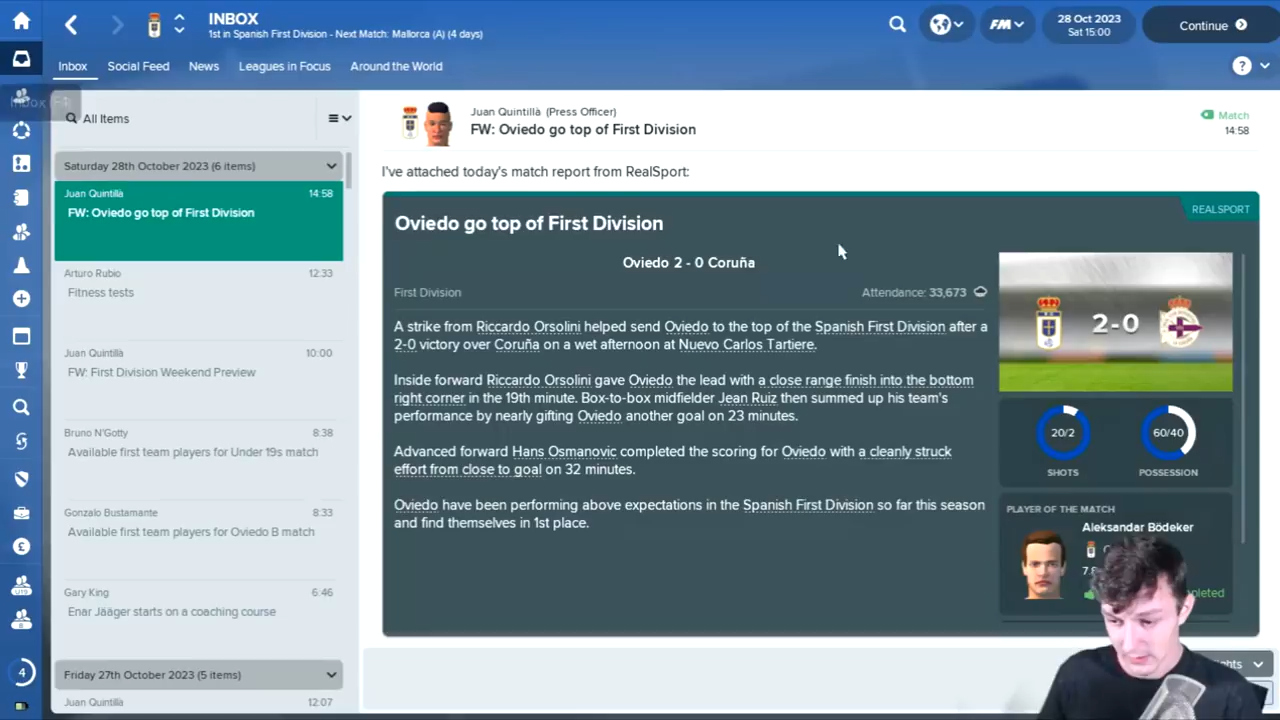 INBOX
1st in Spanish First Division - Next Match: Mallorca (A) (4 days)
FM
28 Oct 2023
Sat 15:00
Continue
Inbox
Social Feed
News
Leagues in Focus
Around the World
?
All Items
Saturday 28th October 2023 (6 items)
Juan Quintillà
14:58
FW: Oviedo go top of First Division
Arturo Rubio
12:33
Fitness tests
Juan Quintillà
10:00
FW: First Division Weekend Preview
Bruno N'Gotty
8:38
Available first team players for Under 19s match
Gonzalo Bustamante
8:33
Available first team players for Oviedo B match
Gary King
6:46
Enar Jääger starts on a coaching course
Friday 27th October 2023 (5 items)
Juan Quintillà
12:07
4
Juan Quintillà (Press Officer)
FW: Oviedo go top of First Division
Match
14:58
I've attached today's match report from RealSport:
REALSPORT
Oviedo go top of First Division
Oviedo 2 - 0 Coruña
First Division
Attendance: 33,673
A strike from Riccardo Orsolini helped send Oviedo to the top of the Spanish First Division after a
2-0 victory over Coruña on a wet afternoon at Nuevo Carlos Tartiere.
Inside forward Riccardo Orsolini gave Oviedo the lead with a close range finish into the bottom
right corner in the 19th minute. Box-to-box midfielder Jean Ruiz then summed up his team's
performance by nearly gifting Oviedo another goal on 23 minutes.
Advanced forward Hans Osmanovic completed the scoring for Oviedo with a cleanly struck
effort from close to goal on 32 minutes.
Oviedo have been performing above expectations in the Spanish First Division so far this season
and find themselves in 1st place.
2-0
20/2
SHOTS
60/40
POSSESSION
PLAYER OF THE MATCH
Aleksandar Bödeker